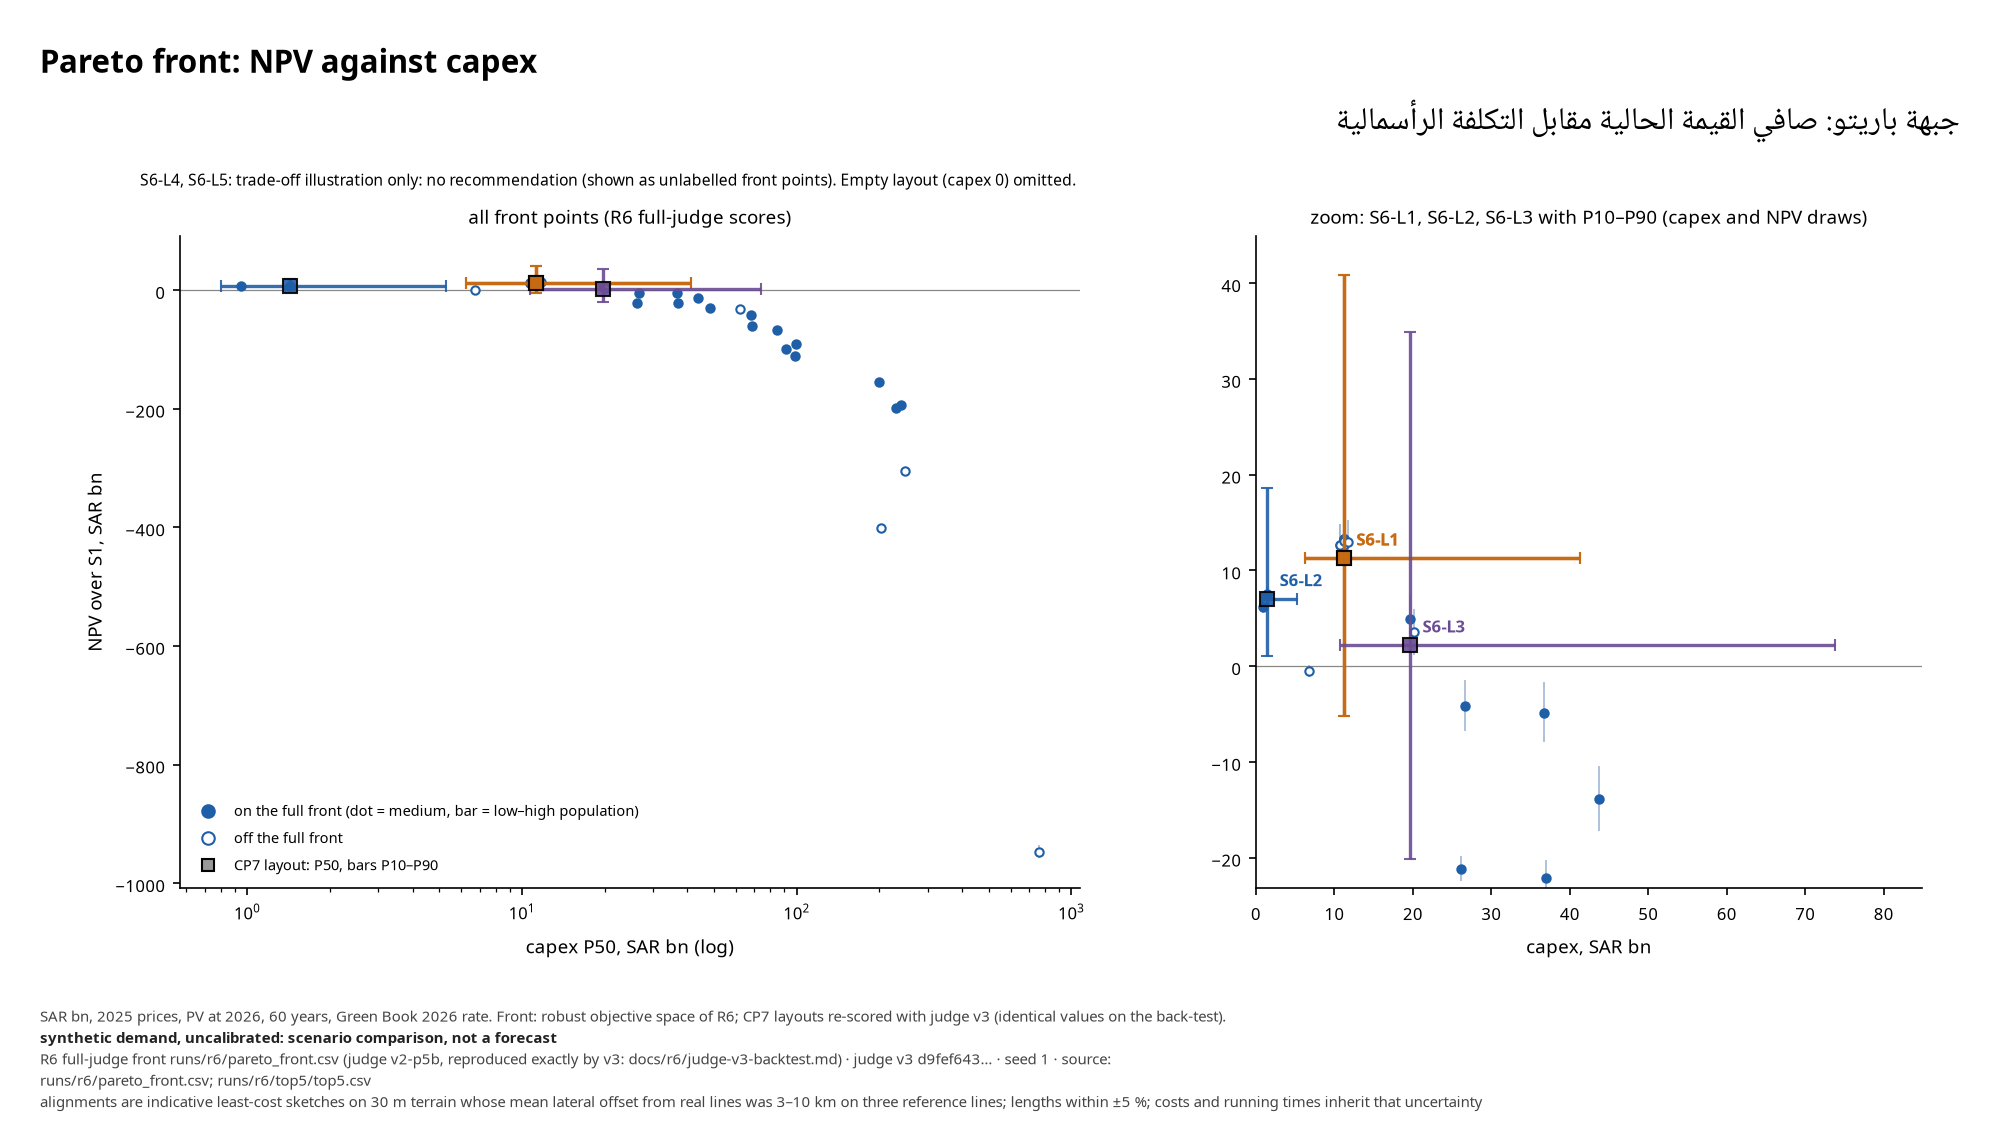 Pareto front: NPV against capex
جبهة باريتو: صافي القيمة الحالية مقابل التكلفة الرأسمالية
S6-L4, S6-L5: trade-off illustration only: no recommendation (shown as unlabelled front points). Empty layout (capex 0) omitted.
all front points (R6 full-judge scores)
NPV over S1, SAR bn
0
−200
−400
−600
−800
−1000
on the full front (dot = medium, bar = low–high population)
off the full front
CP7 layout: P50, bars P10–P90
10⁰
10¹
10²
10³
capex P50, SAR bn (log)
zoom: S6-L1, S6-L2, S6-L3 with P10–P90 (capex and NPV draws)
40
30
20
10
0
−10
−20
S6-L1
S6-L2
S6-L3
0
10
20
30
40
50
60
70
80
capex, SAR bn
SAR bn, 2025 prices, PV at 2026, 60 years, Green Book 2026 rate. Front: robust objective space of R6; CP7 layouts re-scored with judge v3 (identical values on the back-test).
synthetic demand, uncalibrated: scenario comparison, not a forecast
R6 full-judge front runs/r6/pareto_front.csv (judge v2-p5b, reproduced exactly by v3: docs/r6/judge-v3-backtest.md) · judge v3 d9fef643… · seed 1 · source:
runs/r6/pareto_front.csv; runs/r6/top5/top5.csv
alignments are indicative least-cost sketches on 30 m terrain whose mean lateral offset from real lines was 3–10 km on three reference lines; lengths within ±5 %; costs and running times inherit that uncertainty